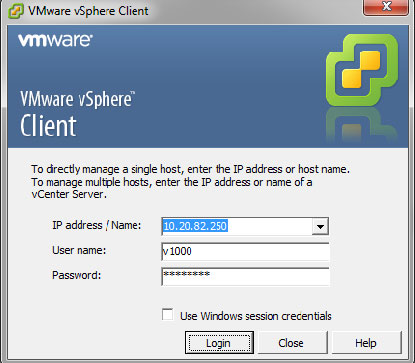 VMware vSphere Client
vmware®
VMware vSphere™
Client
To directly manage a single host, enter the IP address or host name.
To manage multiple hosts, enter the IP address or name of a
vCenter Server.
IP address / Name: 10.20.82.250
User name: v1000
Password: ********
Use Windows session credentials
Login Close Help